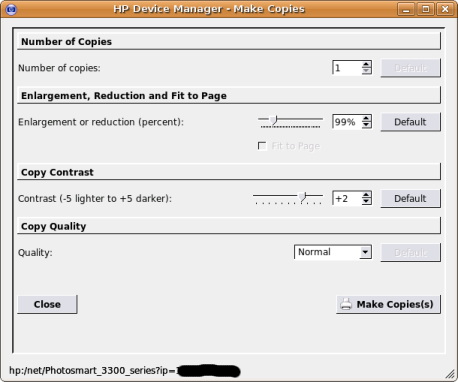 HP Device Manager - Make Copies
Number of Copies
Number of copies: 1 Default
Enlargement, Reduction and Fit to Page
Enlargement or reduction (percent): 99% Default
Fit to Page
Copy Contrast
Contrast (-5 lighter to +5 darker): +2 Default
Copy Quality
Quality: Normal Default
Close Make Copies(s)
hp:/net/Photosmart_3300_series?ip=